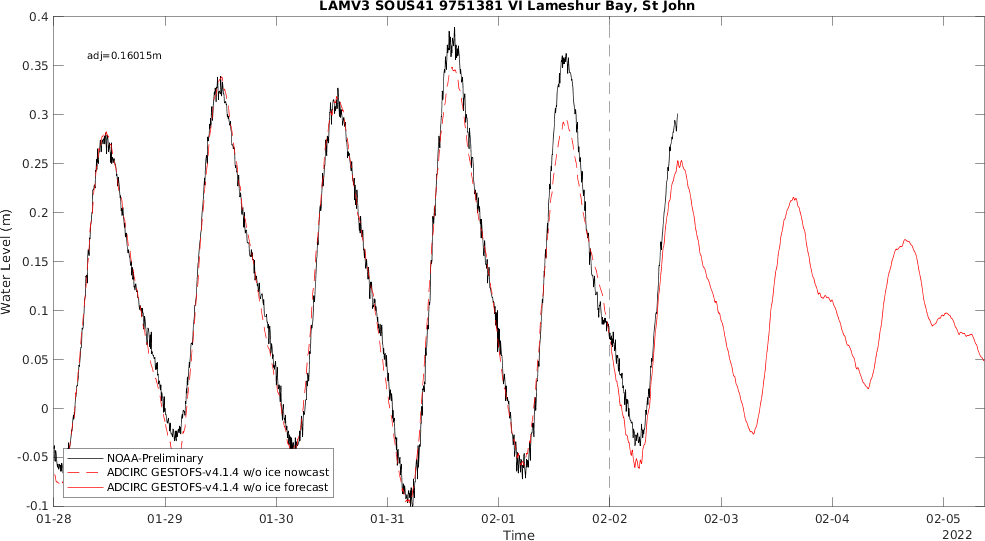 LAMV3 SOUS41 9751381 VI Lameshur Bay, St John
adj=0.16015m
Water Level (m)
0.4
0.35
0.3
0.25
0.2
0.15
0.1
0.05
0
-0.05
-0.1
NOAA-Preliminary
ADCIRC GESTOFS-v4.1.4 w/o ice nowcast
ADCIRC GESTOFS-v4.1.4 w/o ice forecast
01-28 01-29 01-30 01-31 02-01 02-02 02-03 02-04 02-05
Time
2022